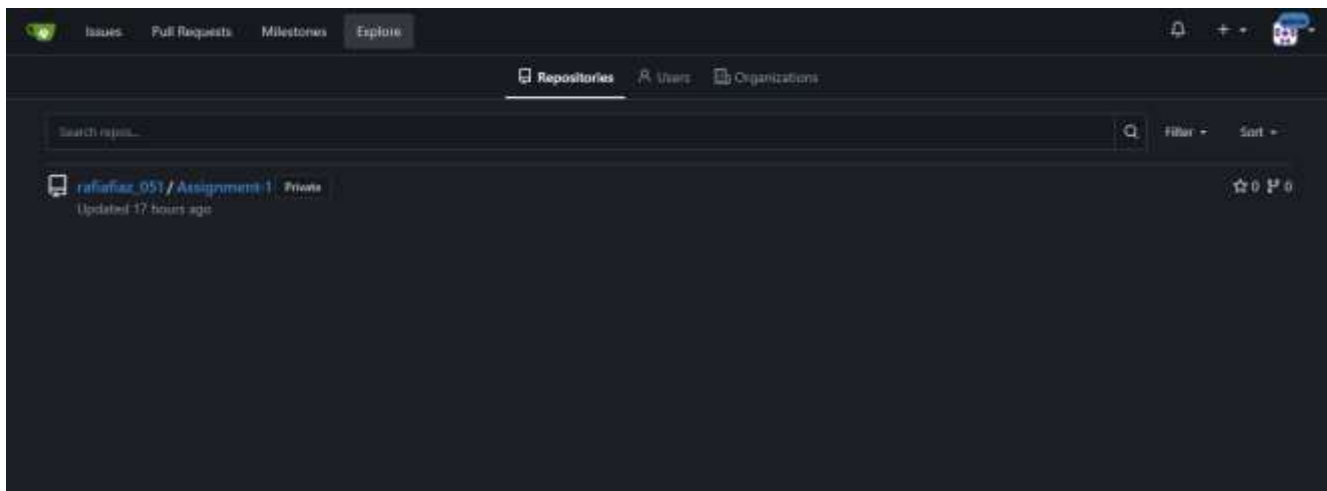 Issues Pull Requests Milestones Explore
Repositories Users Organizations
Search repos...
Filter Sort
rafiafiaz_051/Assignment-1 Private
0 0
Updated 17 hours ago